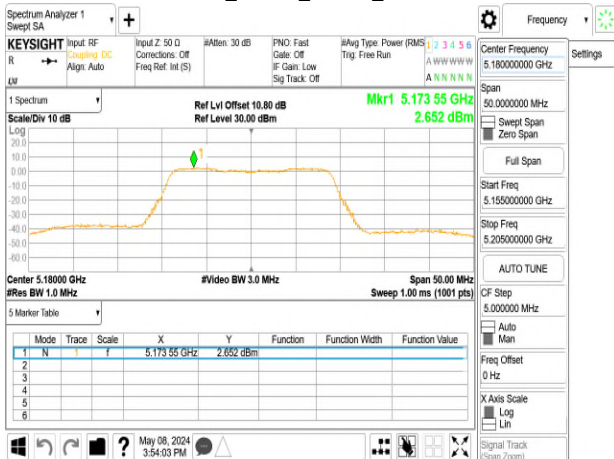 Spectrum Analyzer 1
Swept SA
Frequency
KEYSIGHT
R
Input: RF
Coupling: DC
Align: Auto
Input Z: 50 Ω
Corrections: Off
Freq Ref: Int (S)
#Atten: 30 dB
PNO: Fast
Gate: Off
IF Gain: Low
Sig Track: Off
#Avg Type: Power (RMS
Trig: Free Run
1 2 3 4 5 6
A W W W W W
A N N N N N
1 Spectrum
Scale/Div 10 dB
Ref Lvl Offset 10.80 dB
Ref Level 30.00 dBm
Mkr1 5.173 55 GHz
2.652 dBm
Log
20.0
10.0
0.00
-10.0
-20.0
-30.0
-40.0
-50.0
-60.0
1
Center 5.18000 GHz
#Res BW 1.0 MHz
#Video BW 3.0 MHz
Span 50.00 MHz
Sweep 1.00 ms (1001 pts)
5 Marker Table
Mode Trace Scale X Y Function Function Width Function Value
1 N 1 f 5.173 55 GHz 2.652 dBm
2
3
4
5
6
May 08, 2024
3:54:03 PM
Center Frequency
5.180000000 GHz
Settings
Span
50.0000000 MHz
Swept Span
Zero Span
Full Span
Start Freq
5.155000000 GHz
Stop Freq
5.205000000 GHz
AUTO TUNE
CF Step
5.000000 MHz
Auto
Man
Freq Offset
0 Hz
X Axis Scale
Log
Lin
Signal Track
(Span Zoom)